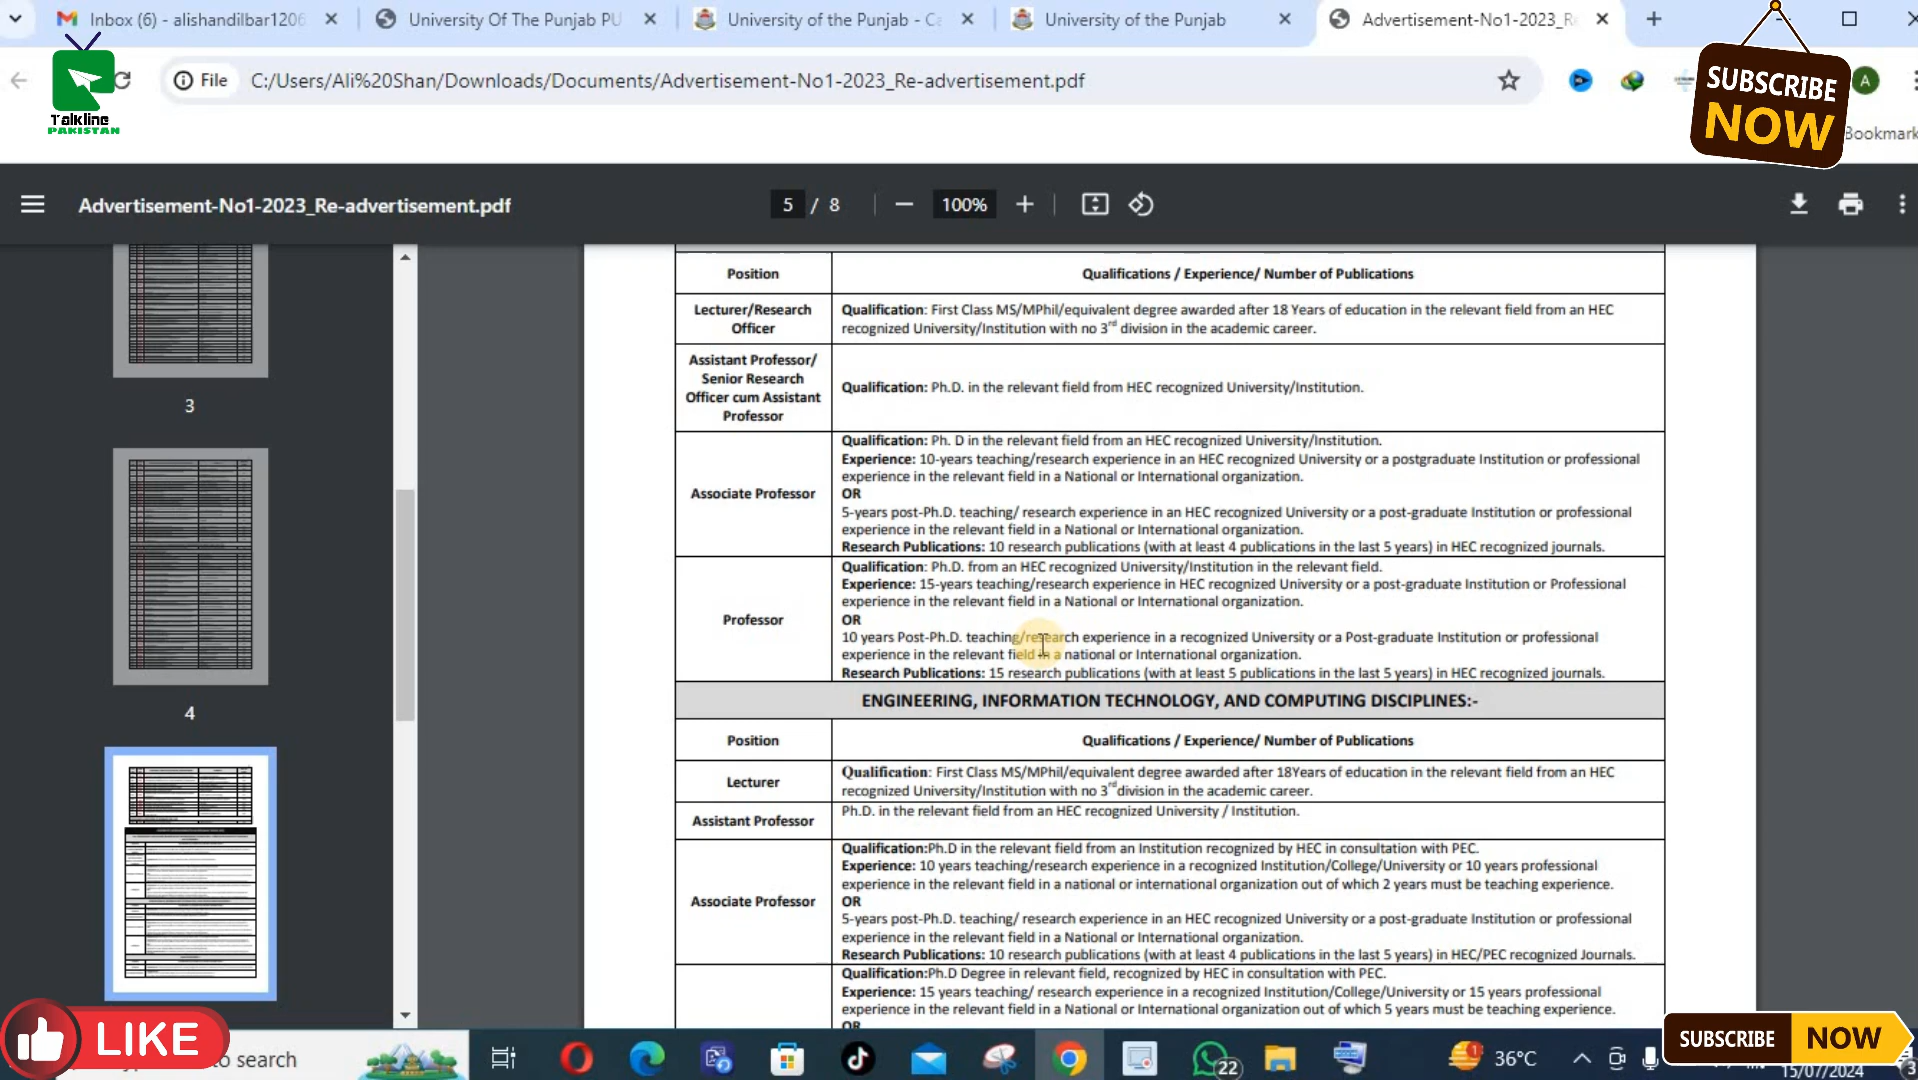 Inbox (6) - alishandilbar1206
University Of The Punjab PU
University of the Punjab - Ca
University of the Punjab
Advertisement-No1-2023_Re
File
C:/Users/Ali%20Shan/Downloads/Documents/Advertisement-No1-2023_Re-advertisement.pdf
SUBSCRIBE
NOW
A
Talkline
PAKISTAN
Bookmark
Advertisement-No1-2023_Re-advertisement.pdf
5 / 8
100%
3
4
Position
Qualifications / Experience/ Number of Publications
Lecturer/Research
Officer
Qualification: First Class MS/MPhil/equivalent degree awarded after 18 Years of education in the relevant field from an HEC
recognized University/Institution with no 3rd division in the academic career.
Assistant Professor/
Senior Research
Officer cum Assistant
Professor
Qualification: Ph.D. in the relevant field from HEC recognized University/Institution.
Associate Professor
Qualification: Ph. D in the relevant field from an HEC recognized University/Institution.
Experience: 10-years teaching/research experience in an HEC recognized University or a postgraduate Institution or professional
experience in the relevant field in a National or International organization.
OR
5-years post-Ph.D. teaching/ research experience in an HEC recognized University or a post-graduate Institution or professional
experience in the relevant field in a National or International organization.
Research Publications: 10 research publications (with at least 4 publications in the last 5 years) in HEC recognized journals.
Professor
Qualification: Ph.D. from an HEC recognized University/Institution in the relevant field.
Experience: 15-years teaching/research experience in HEC recognized University or a post-graduate Institution or Professional
experience in the relevant field in a National or International organization.
OR
10 years Post-Ph.D. teaching/research experience in a recognized University or a Post-graduate Institution or professional
experience in the relevant field in a national or International organization.
Research Publications: 15 research publications (with at least 5 publications in the last 5 years) in HEC recognized journals.
ENGINEERING, INFORMATION TECHNOLOGY, AND COMPUTING DISCIPLINES:-
Position
Qualifications / Experience/ Number of Publications
Lecturer
Qualification: First Class MS/MPhil/equivalent degree awarded after 18Years of education in the relevant field from an HEC
recognized University/Institution with no 3rd division in the academic career.
Assistant Professor
Ph.D. in the relevant field from an HEC recognized University / Institution.
Associate Professor
Qualification:Ph.D in the relevant field from an Institution recognized by HEC in consultation with PEC.
Experience: 10 years teaching/research experience in a recognized Institution/College/University or 10 years professional
experience in the relevant field in a national or international organization out of which 2 years must be teaching experience.
OR
5-years post-Ph.D. teaching/ research experience in an HEC recognized University or a post-graduate Institution or professional
experience in the relevant field in a National or International organization.
Research Publications: 10 research publications (with at least 4 publications in the last 5 years) in HEC/PEC recognized Journals.
Qualification:Ph.D Degree in relevant field, recognized by HEC in consultation with PEC.
Experience: 15 years teaching/ research experience in a recognized Institution/College/University or 15 years professional
experience in the relevant field in a National or International organization out of which 5 years must be teaching experience.
OR
LIKE
to search
22
1
36°C
SUBSCRIBE NOW
15/07/2024
3